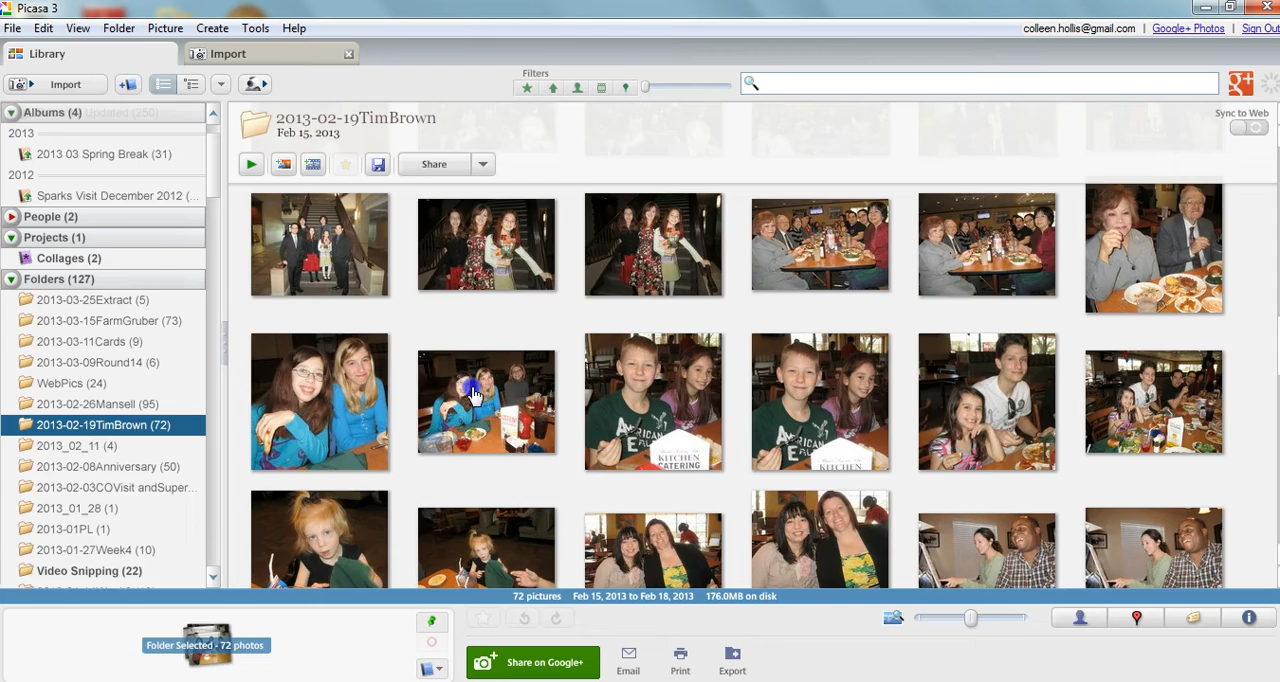 Picasa 3
File Edit View Folder Picture Create Tools Help
colleen.hollis@gmail.com | Google+ Photos | Sign Out
Library
Import
Import
Filters
Sync to Web
Albums (4) Updated (250)
2013
2013 03 Spring Break (31)
2012
Sparks Visit December 2012 (...
People (2)
Projects (1)
Collages (2)
Folders (127)
2013-03-25Extract (5)
2013-03-15FarmGruber (73)
2013-03-11Cards (9)
2013-03-09Round14 (6)
WebPics (24)
2013-02-26Mansell (95)
2013-02-19TimBrown (72)
2013_02_11 (4)
2013-02-08Anniversary (50)
2013-02-03COVisit andSuper...
2013_01_28 (1)
2013-01PL (1)
2013-01-27Week4 (10)
Video Snipping (22)
2013-02-19TimBrown
Feb 15, 2013
Share
AMERICAN
KITCHEN
CATERING
KITCHEN
CATERING
72 pictures Feb 15, 2013 to Feb 18, 2013 176.0MB on disk
Folder Selected - 72 photos
Share on Google+
Email
Print
Export